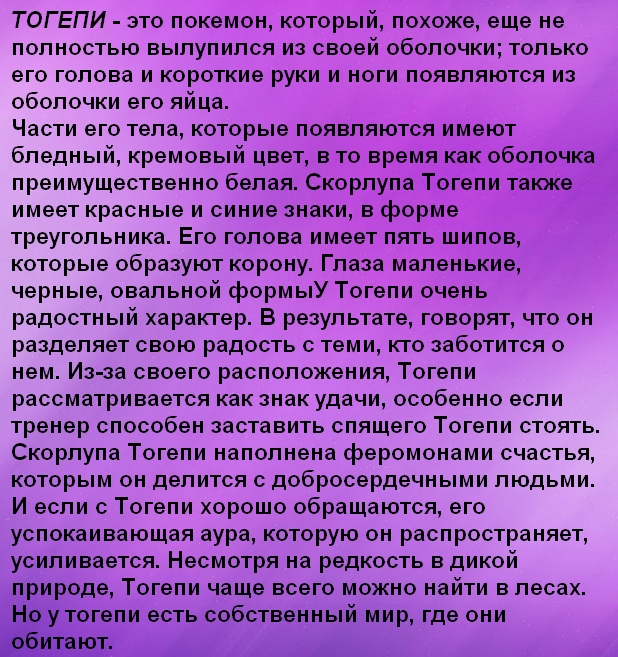 ТОГЕПИ - это покемон, который, похоже, еще не
полностью вылупился из своей оболочки; только
его голова и короткие руки и ноги появляются из
оболочки его яйца.
Части его тела, которые появляются имеют
бледный, кремовый цвет, в то время как оболочка
преимущественно белая. Скорлупа Тогепи также
имеет красные и синие знаки, в форме
треугольника. Его голова имеет пять шипов,
которые образуют корону. Глаза маленькие,
черные, овальной формыУ Тогепи очень
радостный характер. В результате, говорят, что он
разделяет свою радость с теми, кто заботится о
нем. Из-за своего расположения, Тогепи
рассматривается как знак удачи, особенно если
тренер способен заставить спящего Тогепи стоять.
Скорлупа Тогепи наполнена феромонами счастья,
которым он делится с добросердечными людьми.
И если с Тогепи хорошо обращаются, его
успокаивающая аура, которую он распространяет,
усиливается. Несмотря на редкость в дикой
природе, Тогепи чаще всего можно найти в лесах.
Но у тогепи есть собственный мир, где они
обитают.